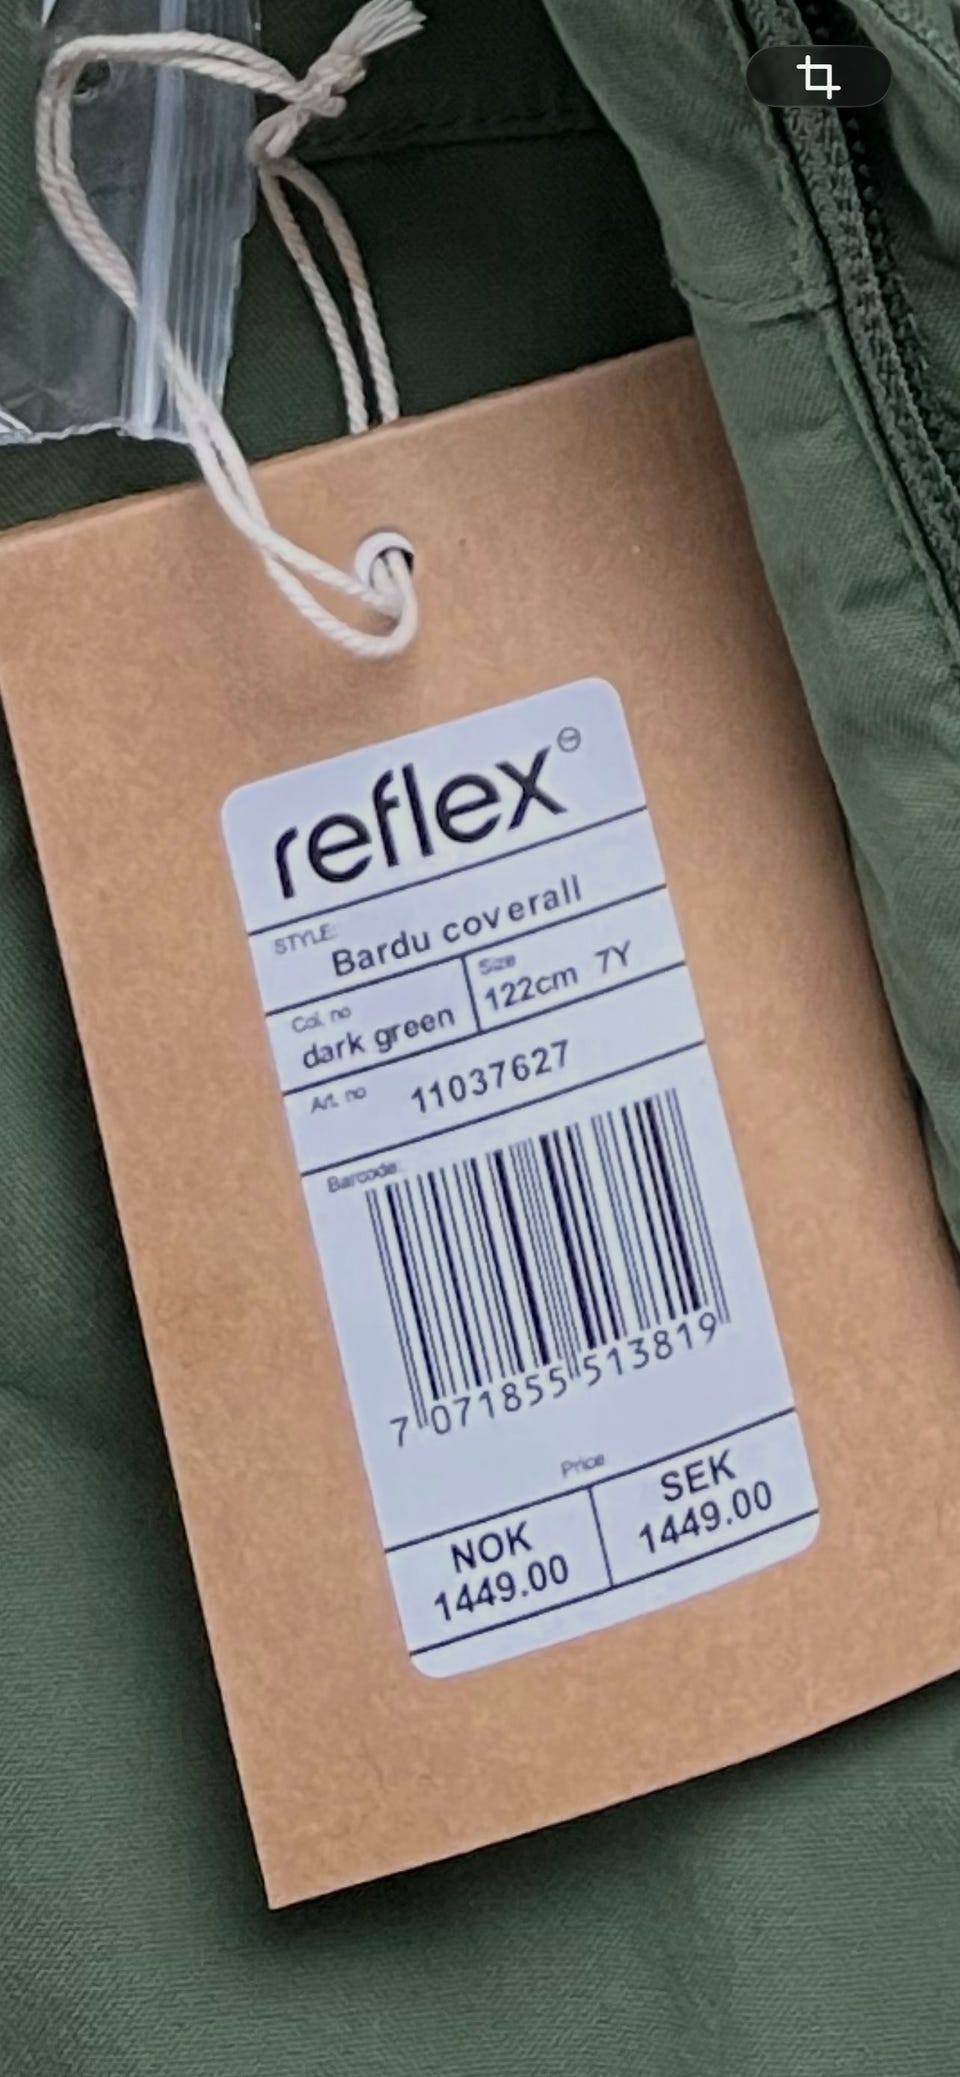 reflex
STYLE:
Bardu coverall
Col. no
dark green
Size
122cm 7Y
Art. no 11037627
Barcode:
7 071855 513819
Price
NOK
1449.00
SEK
1449.00